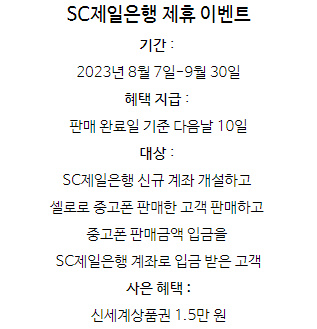 SC제일은행 제휴 이벤트
기간 :
2023년 8월 7일-9월 30일
혜택 지급 :
판매 완료일 기준 다음날 10일
대상 :
SC제일은행 신규 계좌 개설하고
셀로로 중고폰 판매한 고객 판매하고
중고폰 판매금액 입금을
SC제일은행 계좌로 입금 받은 고객
사은 혜택 :
신세계상품권 1.5만 원